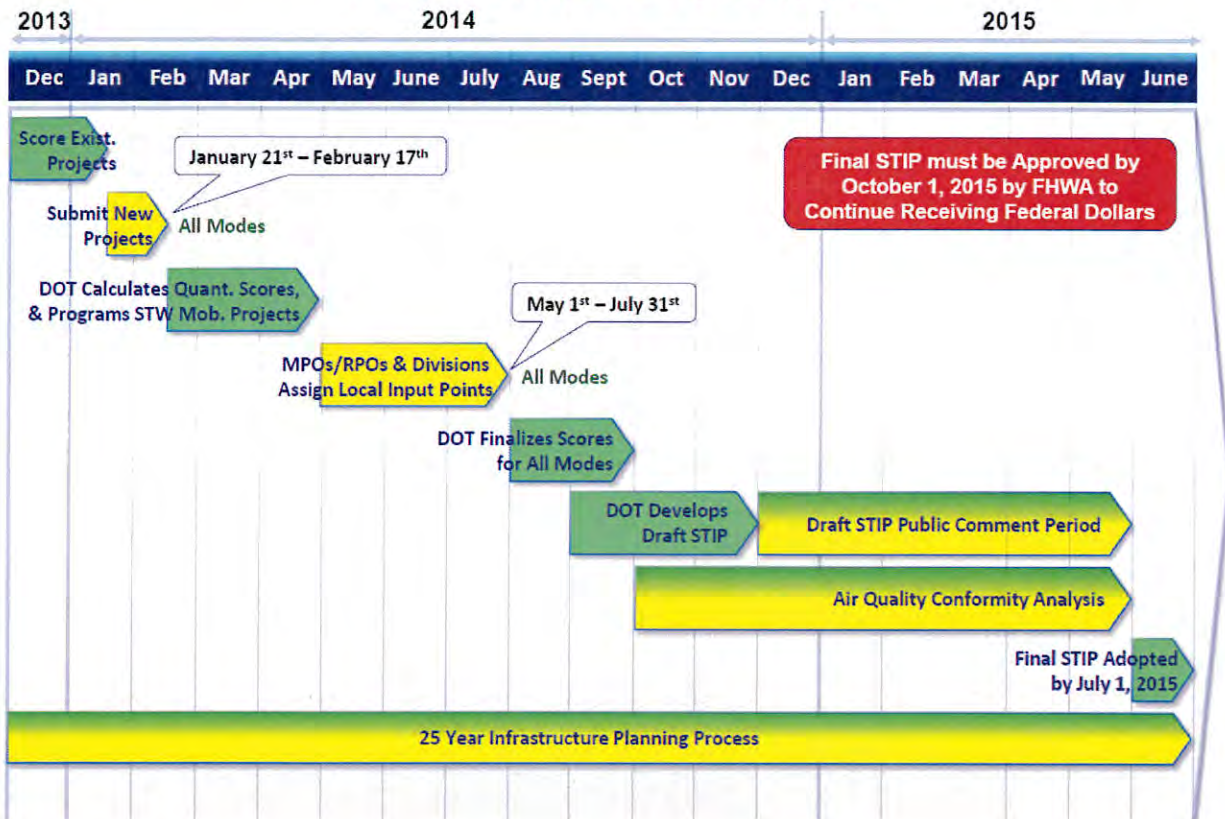 2013 2014 2015
Dec Jan Feb Mar Apr May June July Aug Sept Oct Nov Dec Jan Feb Mar Apr May June
Score Exist.
Projects
January 21st – February 17th
Final STIP must be Approved by
October 1, 2015 by FHWA to
Continue Receiving Federal Dollars
Submit New
Projects
All Modes
DOT Calculates Quant. Scores,
& Programs STW Mob. Projects
May 1st – July 31st
MPOs/RPOs & Divisions
Assign Local Input Points
All Modes
DOT Finalizes Scores
for All Modes
DOT Develops
Draft STIP
Draft STIP Public Comment Period
Air Quality Conformity Analysis
Final STIP Adopted
by July 1, 2015
25 Year Infrastructure Planning Process